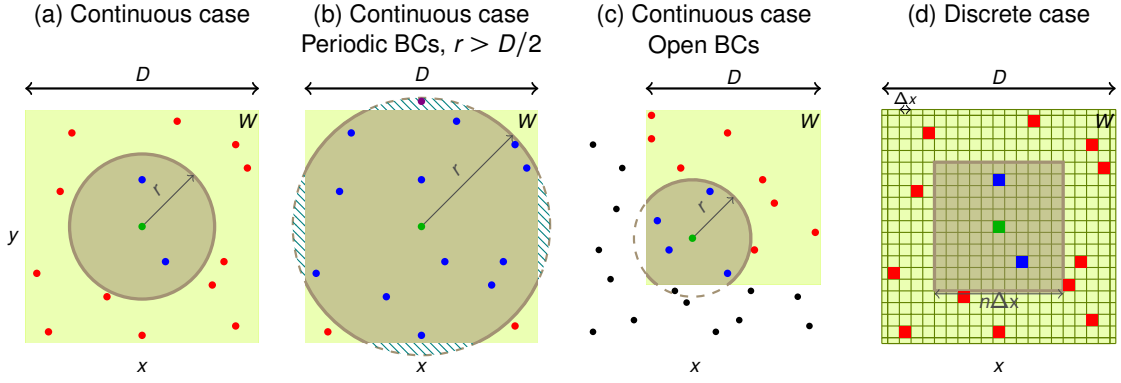 (a) Continuous case
(b) Continuous case
Periodic BCs, r > D/2
(c) Continuous case
Open BCs
(d) Discrete case
D
D
D
D
W
W
W
W
Δx
r
r
r
nΔx
y
x
x
x
x